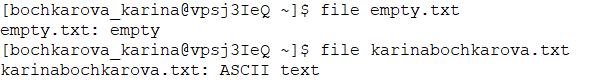 [bochkarova_karina@vpsj3IeQ ~]$ file empty.txt
empty.txt: empty
[bochkarova_karina@vpsj3IeQ ~]$ file karinabochkarova.txt
karinabochkarova.txt: ASCII text